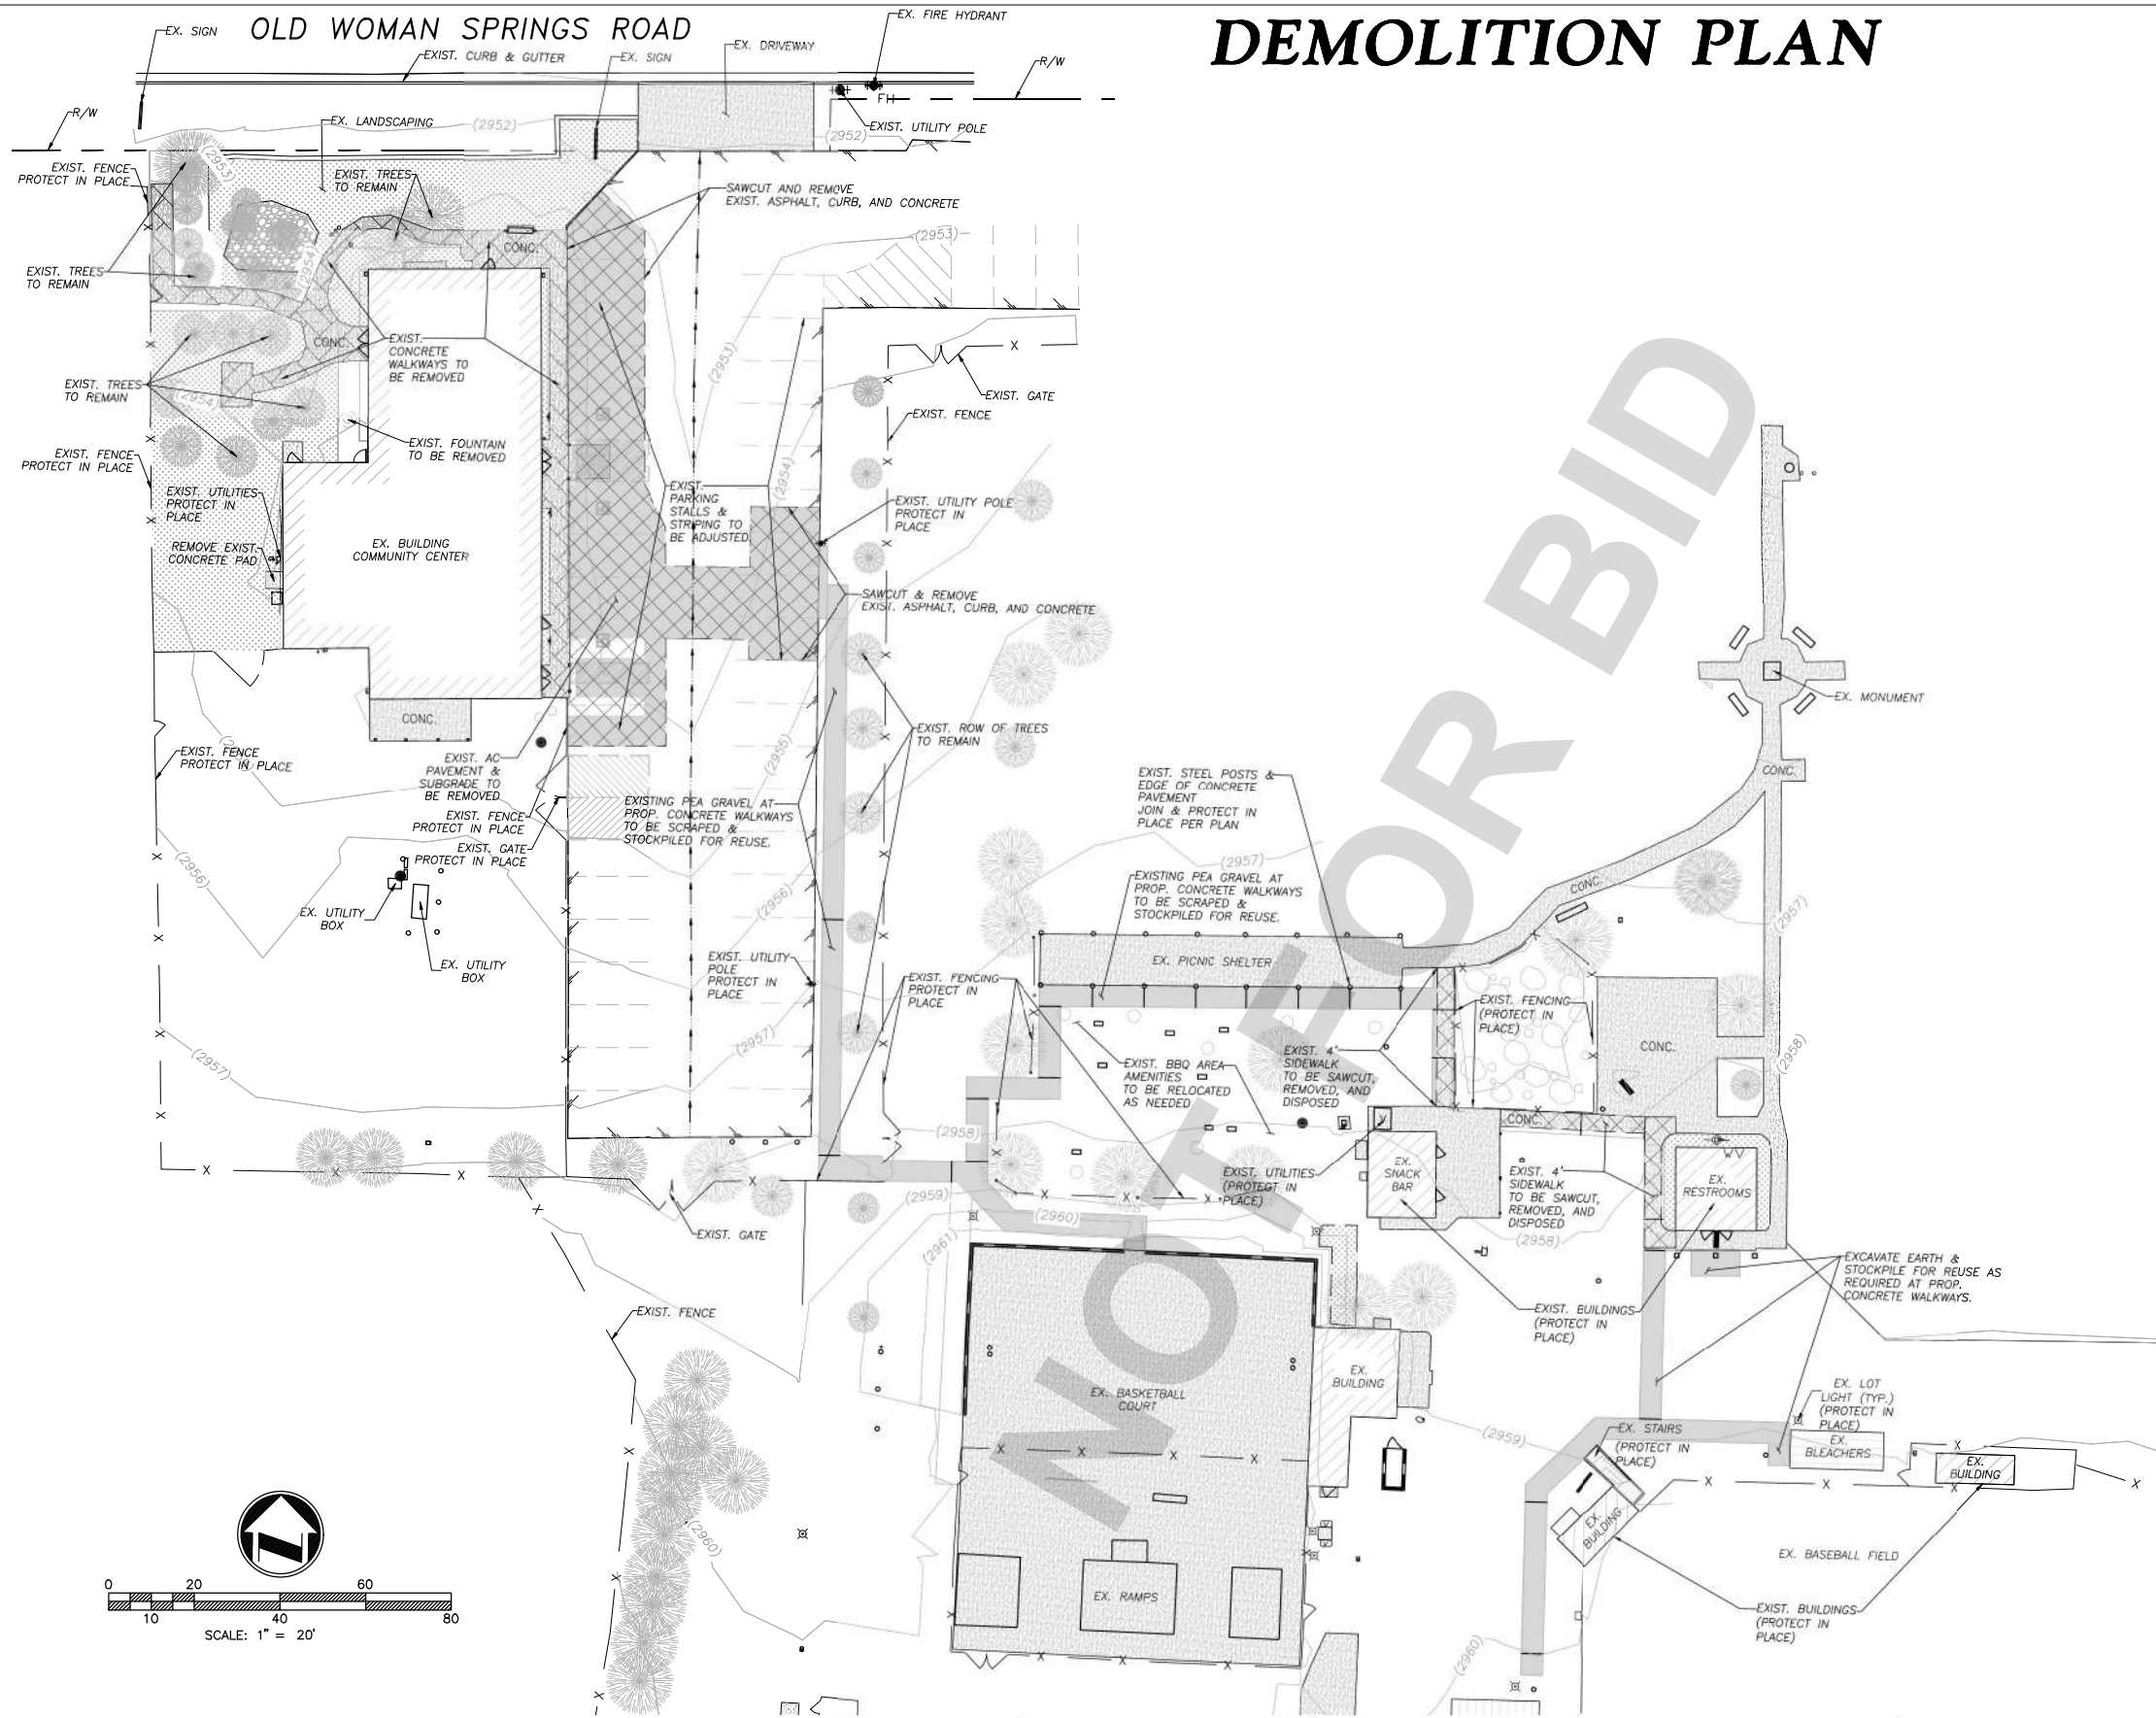 DEMOLITION PLAN
OLD WOMAN SPRINGS ROAD
EX. SIGN
EXIST. CURB & GUTTER
EX. SIGN
EX. DRIVEWAY
EX. FIRE HYDRANT
R/W
R/W
FH
EX. LANDSCAPING
(2952)
(2952)
EXIST. UTILITY POLE
EXIST. FENCE
PROTECT IN PLACE
(2953)
EXIST. TREES
TO REMAIN
SAWCUT AND REMOVE
EXIST. ASPHALT, CURB, AND CONCRETE
(2953)
CONC.
(2954)
EXIST. TREES
TO REMAIN
CONC.
EXIST.
CONCRETE
WALKWAYS TO
BE REMOVED
(2953)
EXIST. GATE
EXIST. FENCE
EXIST. TREES
TO REMAIN
(2954)
EXIST. FOUNTAIN
TO BE REMOVED
EXIST. FENCE
PROTECT IN PLACE
EXIST. UTILITIES
PROTECT IN
PLACE
REMOVE EXIST.
CONCRETE PAD
EX. BUILDING
COMMUNITY CENTER
EXIST.
PARKING
STALLS &
STRIPING TO
BE ADJUSTED
(2954)
EXIST. UTILITY POLE
PROTECT IN
PLACE
SAWCUT & REMOVE
EXIST. ASPHALT, CURB, AND CONCRETE
EX. MONUMENT
CONC.
EXIST. ROW OF TREES
TO REMAIN
(2955)
EXIST. FENCE
PROTECT IN PLACE
EXIST. AC
PAVEMENT &
SUBGRADE TO
BE REMOVED
EXIST. FENCE
PROTECT IN PLACE
EXIST. GATE
PROTECT IN PLACE
EXISTING PEA GRAVEL AT
PROP. CONCRETE WALKWAYS
TO BE SCRAPED &
STOCKPILED FOR REUSE.
EXIST. STEEL POSTS &
EDGE OF CONCRETE
PAVEMENT
JOIN & PROTECT IN
PLACE PER PLAN
CONC.
(2956)
(2957)
EXISTING PEA GRAVEL AT
PROP. CONCRETE WALKWAYS
TO BE SCRAPED &
STOCKPILED FOR REUSE.
CONC.
(2957)
(2956)
EX. UTILITY
BOX
EX. UTILITY
BOX
EXIST. UTILITY
POLE
PROTECT IN
PLACE
EXIST. FENCING
PROTECT IN
PLACE
EX. PICNIC SHELTER
EXIST. FENCING
(PROTECT IN
PLACE)
(2957)
(2957)
EXIST. BBQ AREA
AMENITIES
TO BE RELOCATED
AS NEEDED
EXIST. 4'
SIDEWALK
TO BE SAWCUT,
REMOVED, AND
DISPOSED
CONC.
(2958)
(2958)
CONC.
EXIST. UTILITIES
(PROTECT IN
PLACE)
EX.
SNACK
BAR
EXIST. 4'
SIDEWALK
TO BE SAWCUT,
REMOVED, AND
DISPOSED
EX.
RESTROOMS
(2959)
(2960)
(2961)
(2958)
EXIST. GATE
EXCAVATE EARTH &
STOCKPILE FOR REUSE AS
REQUIRED AT PROP.
CONCRETE WALKWAYS.
EXIST. FENCE
EXIST. BUILDINGS
(PROTECT IN
PLACE)
EX.
BUILDING
EX. BASKETBALL
COURT
EX. LOT
LIGHT (TYP.)
(PROTECT IN
PLACE)
(2959)
EX. STAIRS
(PROTECT IN
PLACE)
EX.
BLEACHERS
EX.
BUILDING
EX.
BUILDING
(2960)
EX. BASEBALL FIELD
EX. RAMPS
EXIST. BUILDINGS
(PROTECT IN
PLACE)
(2960)
N
0 20 60
10 40 80
SCALE: 1" = 20'
NOT FOR BID